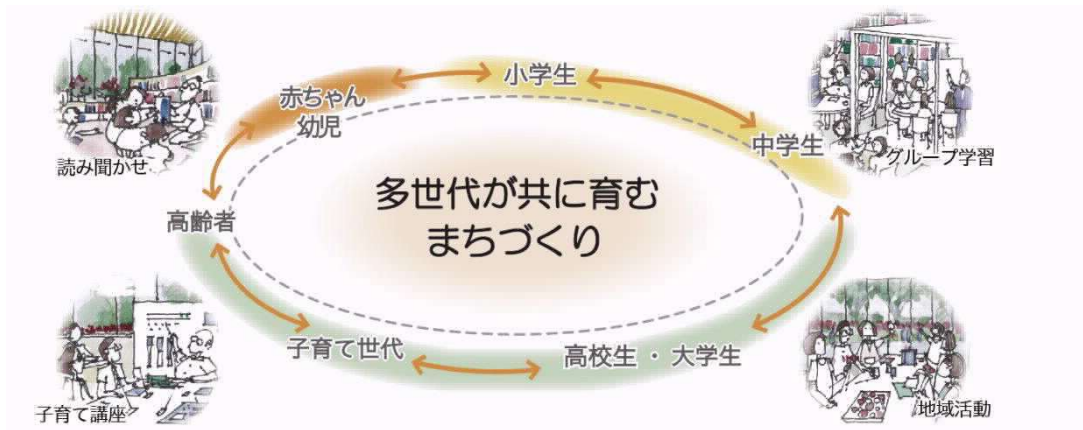 小学生
赤ちゃん
幼児
中学生
読み聞かせ
グループ学習
多世代が共に育む
まちづくり
高齢者
子育て世代
高校生・大学生
子育て講座
地域活動